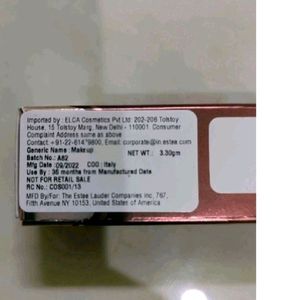 Imported by : ELCA Cosmetics Pvt Ltd. 202-206 Tolstoy
House, 15 Tolstoy Marg, New Delhi - 110001. Consumer
Complaint Address same as above
Contact :+91-22-614*9800, Email: corporate@in.estee.com
Generic Name : Makeup NET WT : 3.30gm
Batch No : A82
Mfg :09/2022 COO : Italy
Use By : 36 months from Manufactured Date
NOT FOR RETAIL SALE
RC No.: COS001/13
MFD By/For: The Estee Lauder Companies inc, 767,
Fifth Avenue NY 10153, United States of America